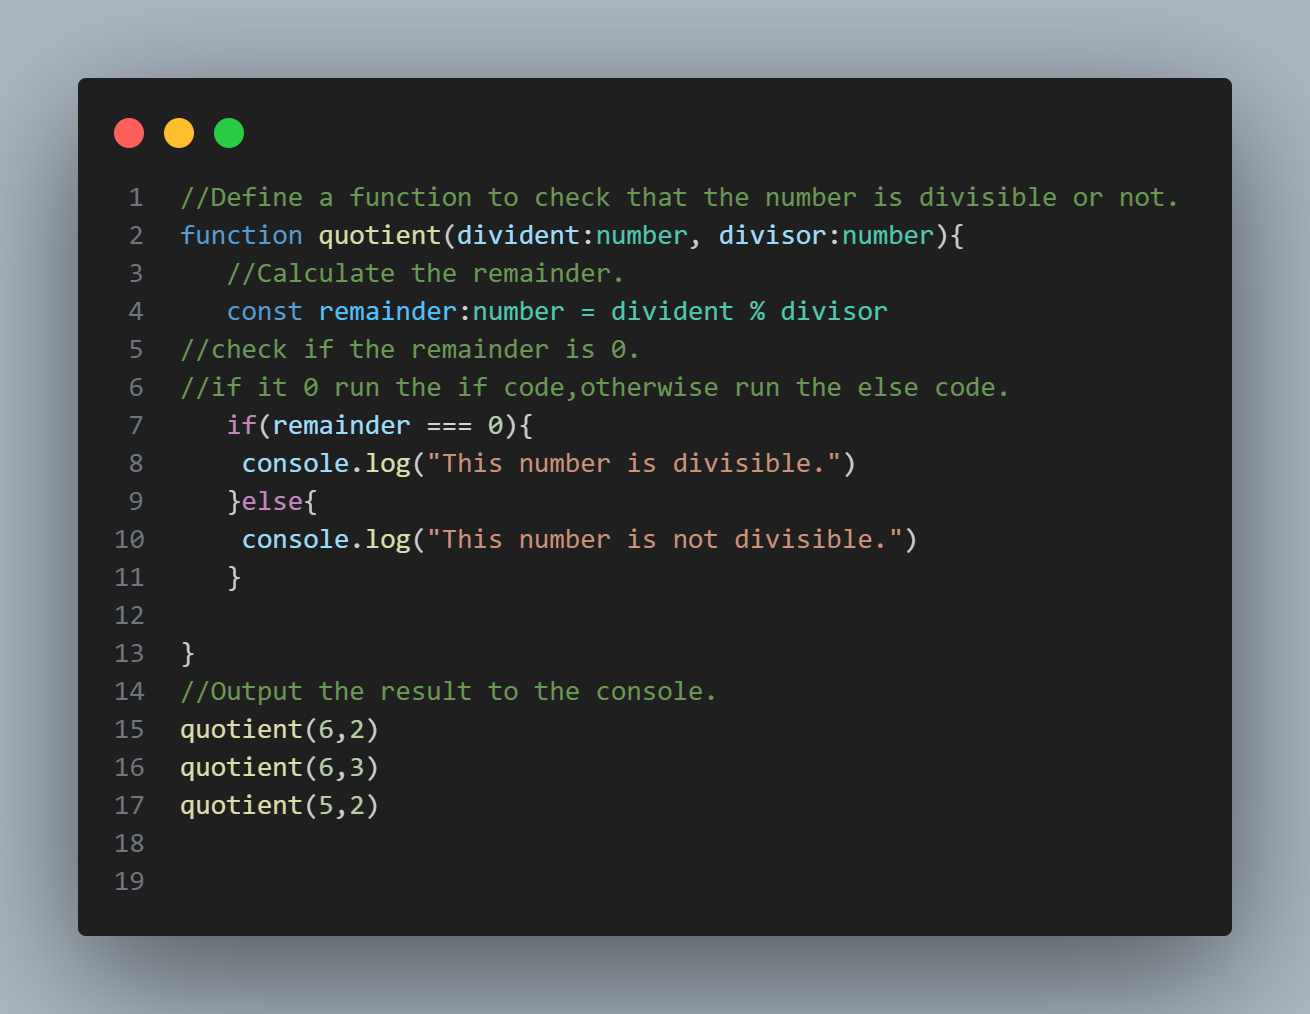 1 //Define a function to check that the number is divisible or not.
2 function quotient(divident:number, divisor:number){
3    //Calculate the remainder.
4    const remainder:number = divident % divisor
5 //check if the remainder is 0.
6 //if it 0 run the if code,otherwise run the else code.
7    if(remainder === 0){
8     console.log("This number is divisible.")
9    }else{
10     console.log("This number is not divisible.")
11    }
12
13 }
14 //Output the result to the console.
15 quotient(6,2)
16 quotient(6,3)
17 quotient(5,2)
18
19